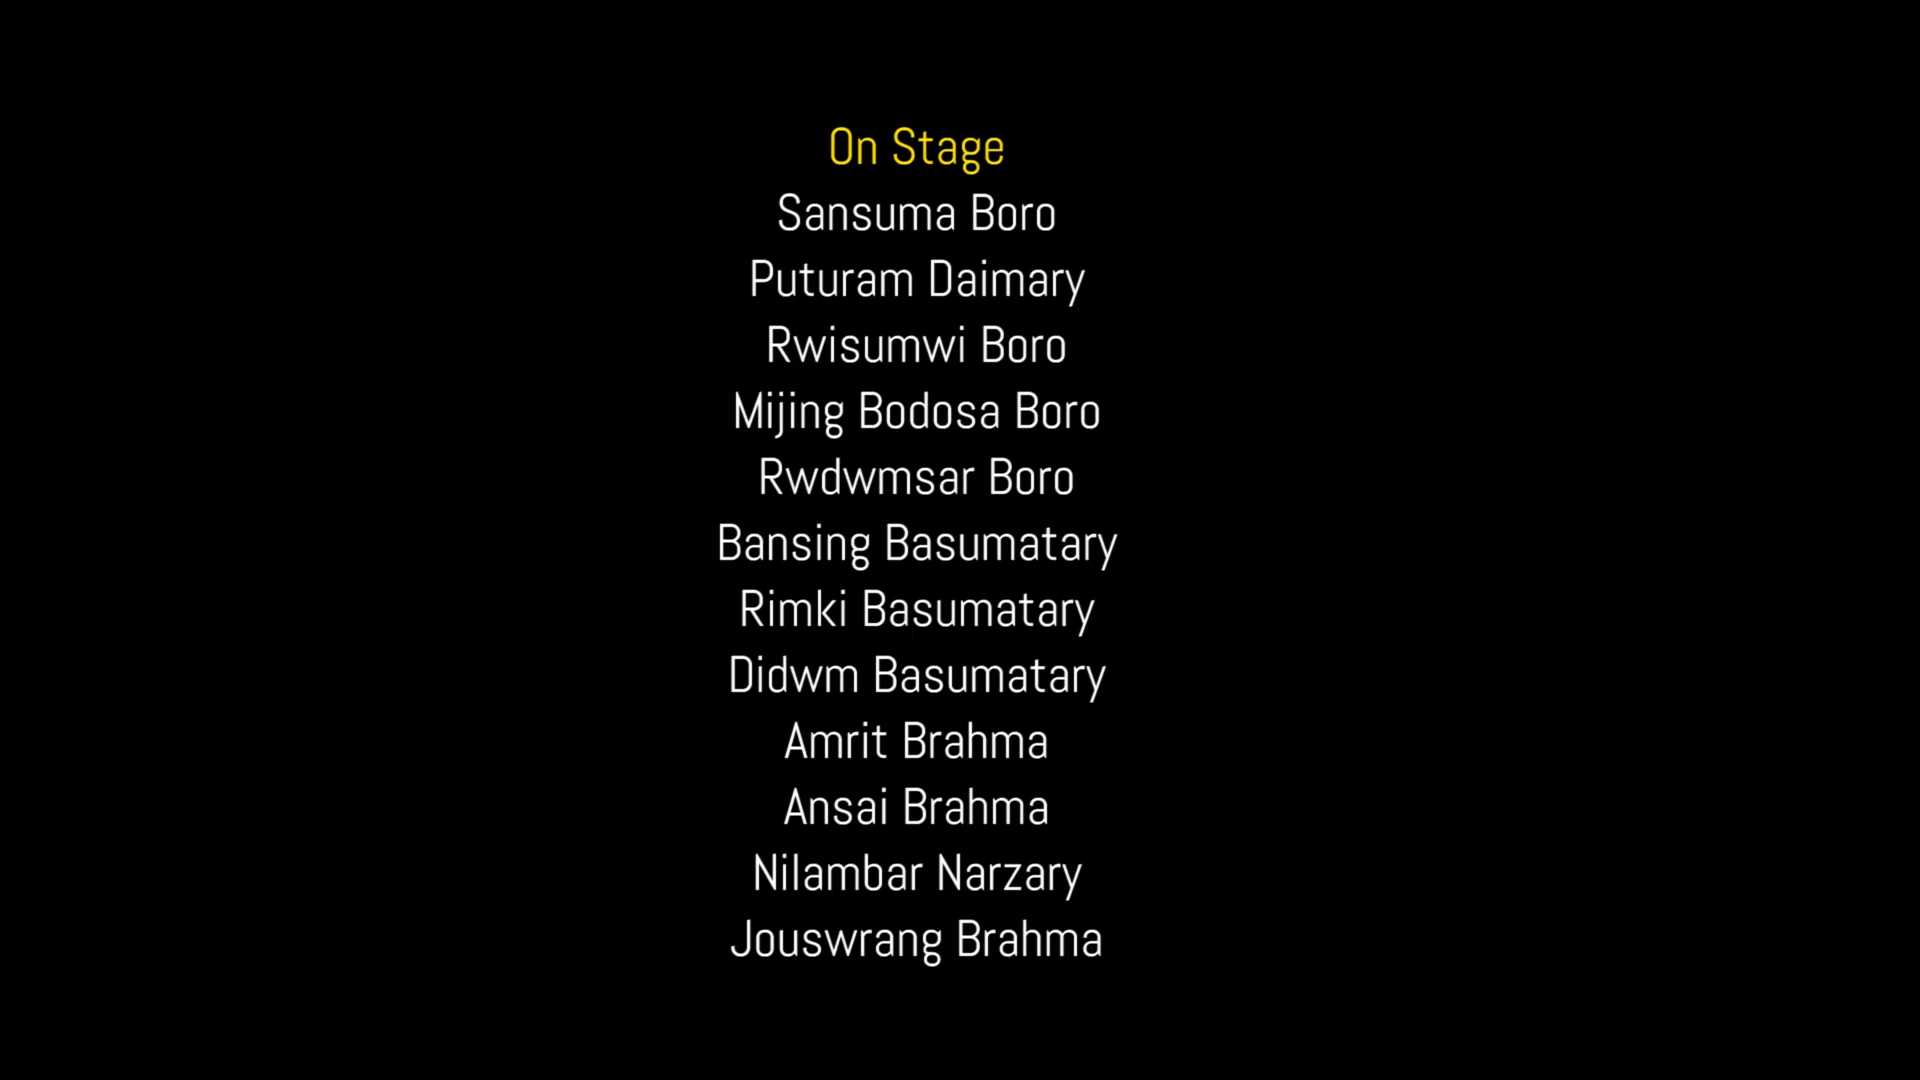 On Stage
Sansuma Boro
Puturam Daimary
Rwisumwi Boro
Mijing Bodosa Boro
Rwdwmsar Boro
Bansing Basumatary
Rimki Basumatary
Didwm Basumatary
Amrit Brahma
Ansai Brahma
Nilambar Narzary
Jouswrang Brahma